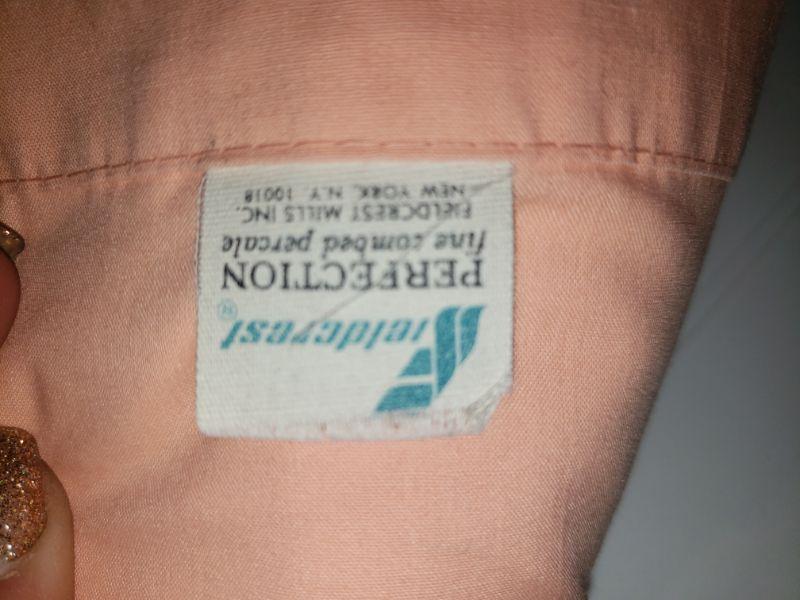 Fieldcrest®
PERFECTION
fine combed percale
FIELDCREST MILLS INC.
NEW YORK, N.Y. 10018